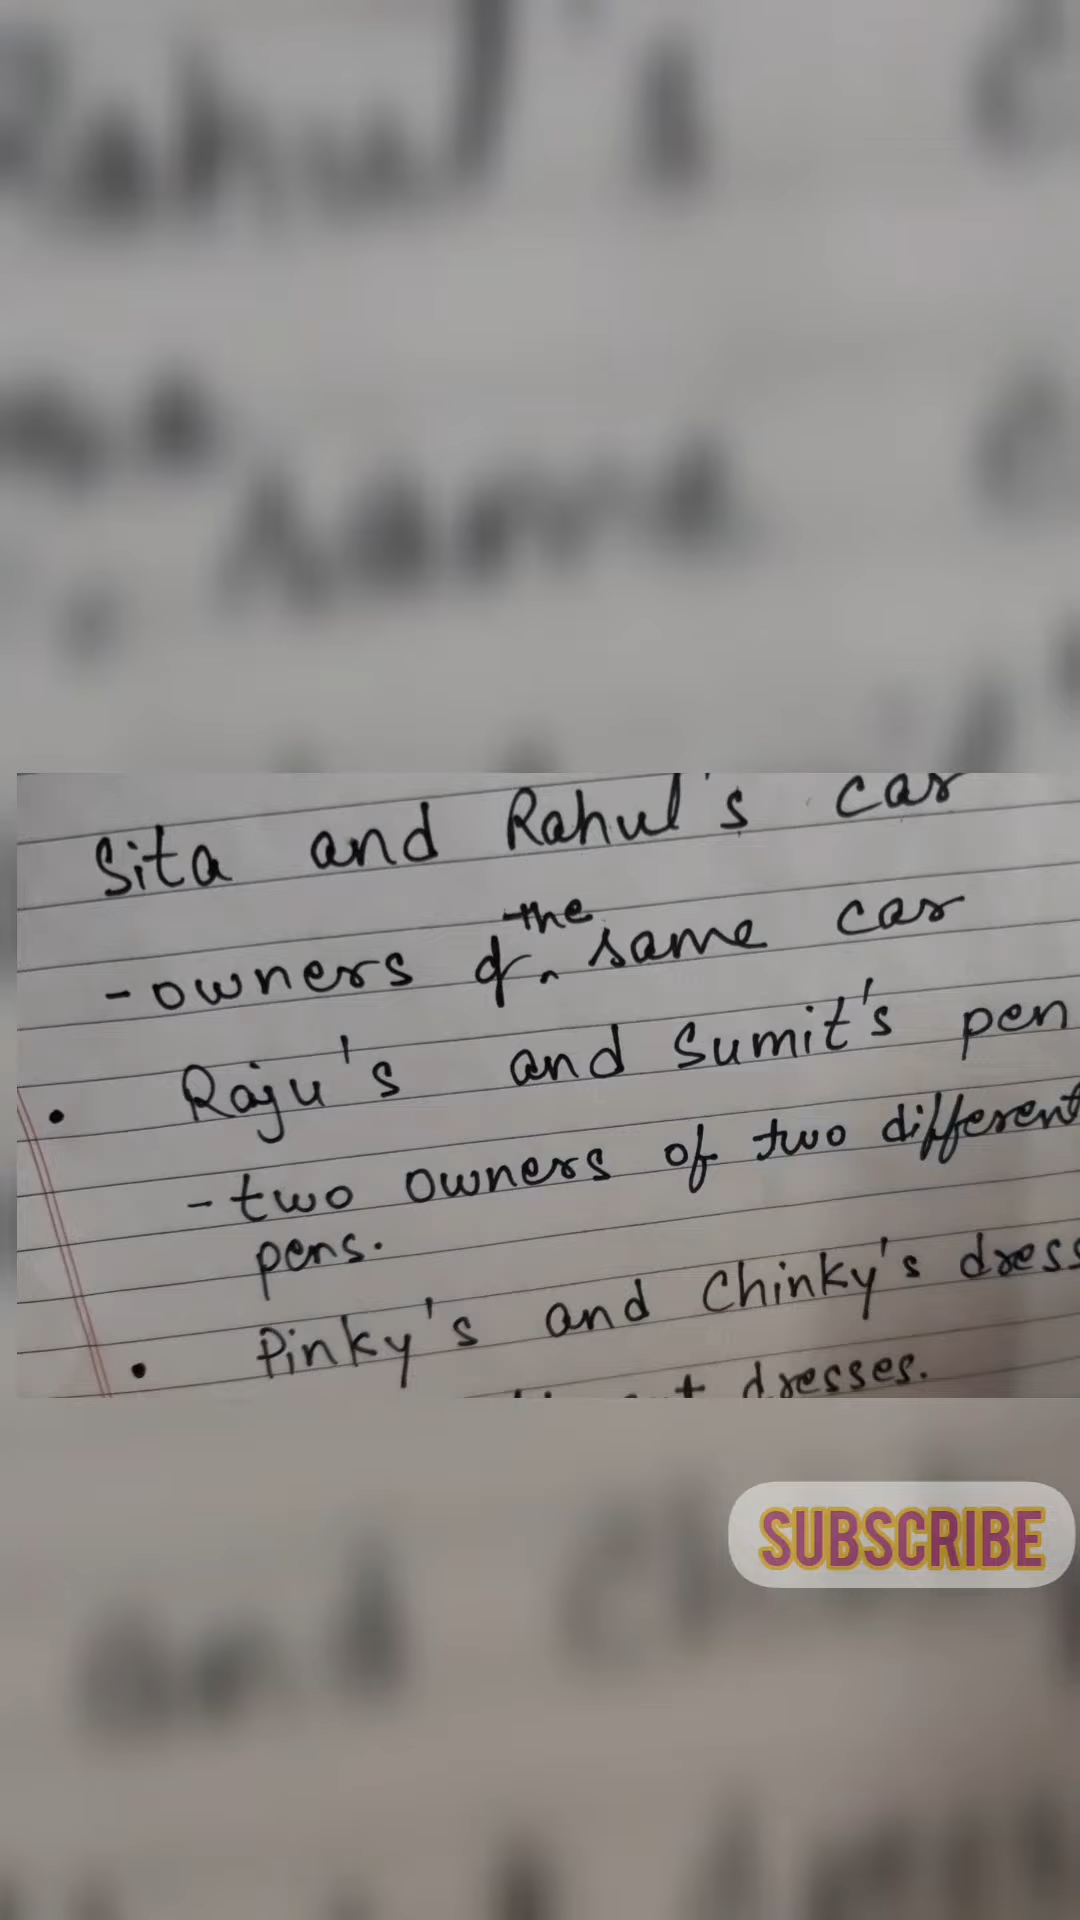 Sita and Rahul's car
- owners of the same car
• Raju's and Sumit's pen
- two owners of two different
pens.
• Pinky's and Chinky's dress
dresses.
SUBSCRIBE